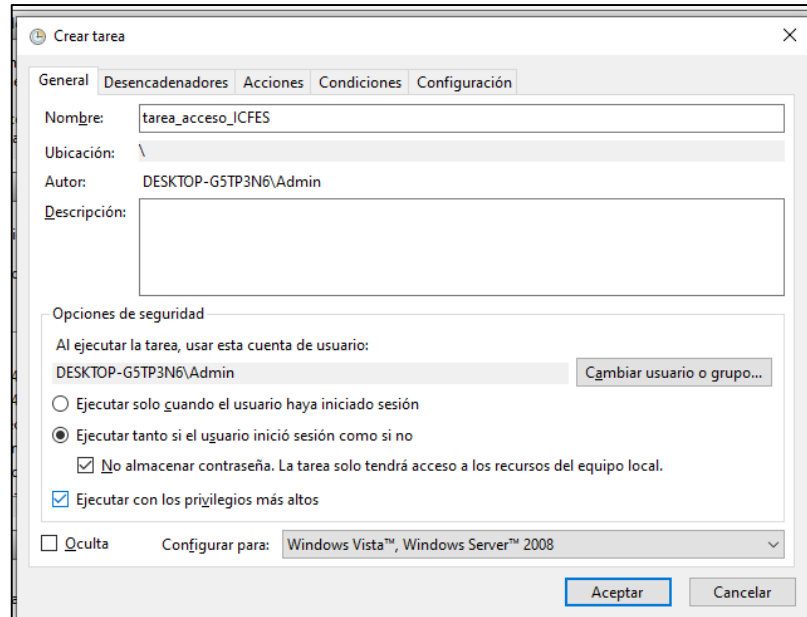 Crear tarea
General Desencadenadores Acciones Condiciones Configuración
Nombre: tarea_acceso_ICFES
Ubicación: \
Autor: DESKTOP-G5TP3N6\Admin
Descripción:
Opciones de seguridad
Al ejecutar la tarea, usar esta cuenta de usuario:
DESKTOP-G5TP3N6\Admin Cambiar usuario o grupo...
Ejecutar solo cuando el usuario haya iniciado sesión
Ejecutar tanto si el usuario inició sesión como si no
No almacenar contraseña. La tarea solo tendrá acceso a los recursos del equipo local.
Ejecutar con los privilegios más altos
Oculta Configurar para: Windows Vista™, Windows Server™ 2008
Aceptar Cancelar